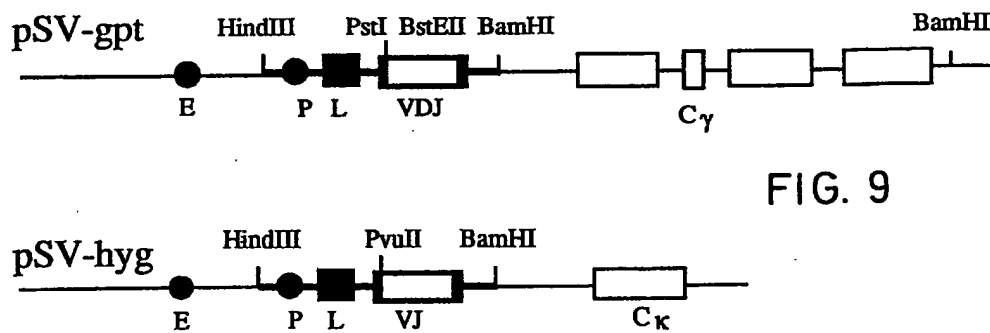 pSV-gpt
HindIII PstI BstEII BamHI BamHI
E P L VDJ Cγ
FIG. 9
pSV-hyg
HindIII PvuII BamHI
E P L VJ Cκ